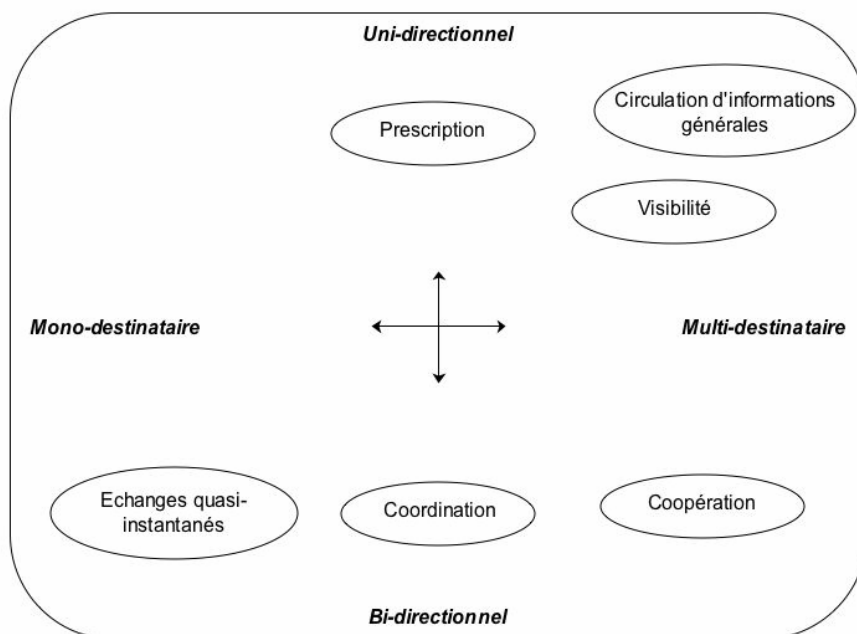 Uni-directionnel
Circulation d'informations
générales
Prescription
Visibilité
Mono-destinataire
Multi-destinataire
Echanges quasi-
instantanés
Coordination
Coopération
Bi-directionnel